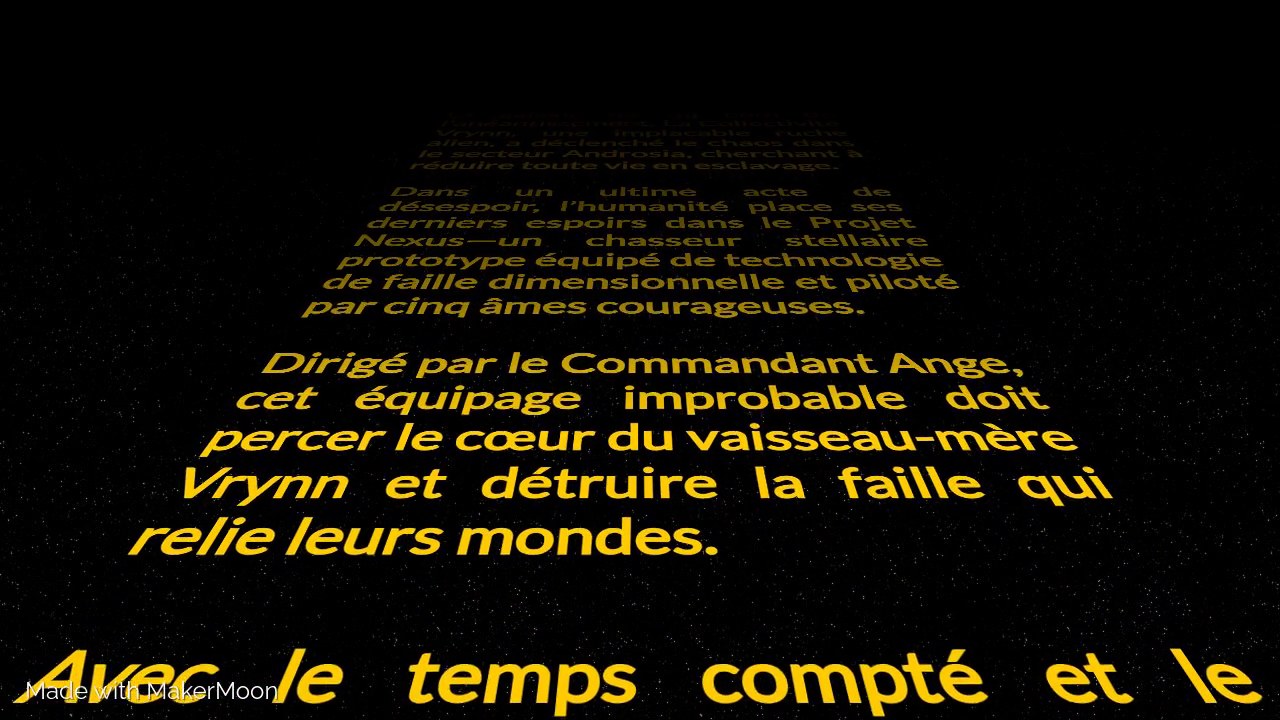 l'anéantissement. La Collectivité
Vrynn, une implacable ruche
alien, a déclenché le chaos dans
le secteur Androsia, cherchant à
réduire toute vie en esclavage.
Dans un ultime acte de
désespoir, l'humanité place ses
derniers espoirs dans le Projet
Nexus—un chasseur stellaire
prototype équipé de technologie
de faille dimensionnelle et piloté
par cinq âmes courageuses.
Dirigé par le Commandant Ange,
cet équipage improbable doit
percer le cœur du vaisseau-mère
Vrynn et détruire la faille qui
relie leurs mondes.
Avec le temps compté et le
Made with MakerMoon